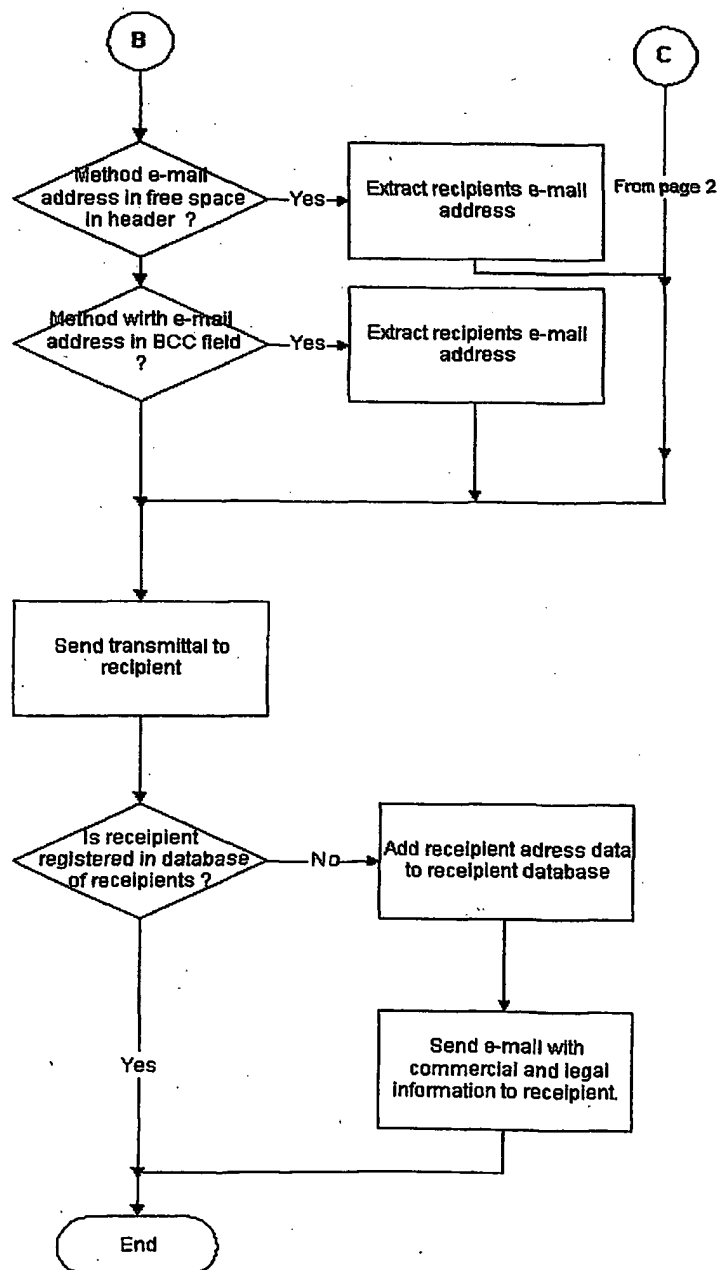 B
C
Method e-mail
address in free space
in header ?
Yes
Extract recipients e-mail
address
From page 2
Method wirth e-mail
address in BCC field
?
Yes
Extract recipients e-mail
address
Send transmittal to
recipient
Is receipient
registered in database
of receipients ?
No
Add receipient adress data
to receipient database
Yes
Send e-mail with
commercial and legal
information to receipient.
End